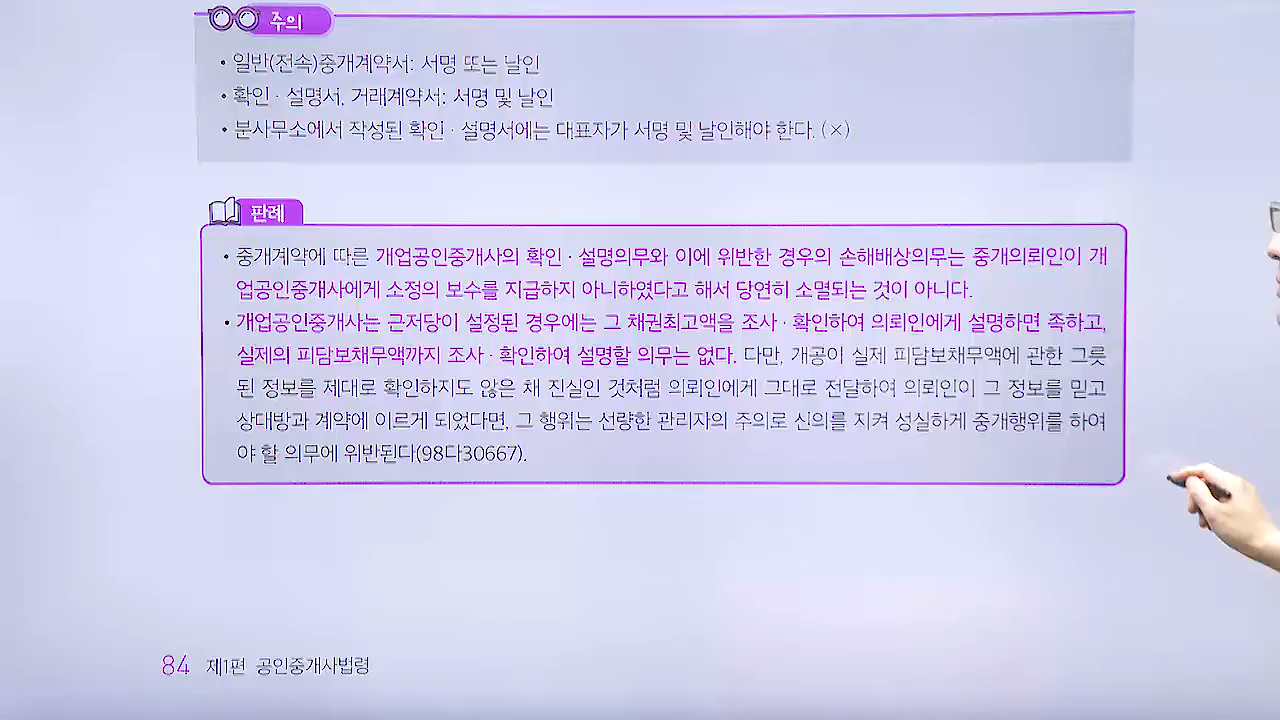 주의
• 일반(전속)중개계약서: 서명 또는 날인
• 확인 · 설명서, 거래계약서: 서명 및 날인
• 분사무소에서 작성된 확인 · 설명서에는 대표자가 서명 및 날인해야 한다. (×)
판례
• 중개계약에 따른 개업공인중개사의 확인 · 설명의무와 이에 위반한 경우의 손해배상의무는 중개의뢰인이 개
업공인중개사에게 소정의 보수를 지급하지 아니하였다고 해서 당연히 소멸되는 것이 아니다.
• 개업공인중개사는 근저당이 설정된 경우에는 그 채권최고액을 조사 · 확인하여 의뢰인에게 설명하면 족하고,
실제의 피담보채무액까지 조사 · 확인하여 설명할 의무는 없다. 다만, 개공이 실제 피담보채무액에 관한 그릇
된 정보를 제대로 확인하지도 않은 채 진실인 것처럼 의뢰인에게 그대로 전달하여 의뢰인이 그 정보를 믿고
상대방과 계약에 이르게 되었다면, 그 행위는 선량한 관리자의 주의로 신의를 지켜 성실하게 중개행위를 하여
야 할 의무에 위반된다(98다30667).
84 제1편 공인중개사법령